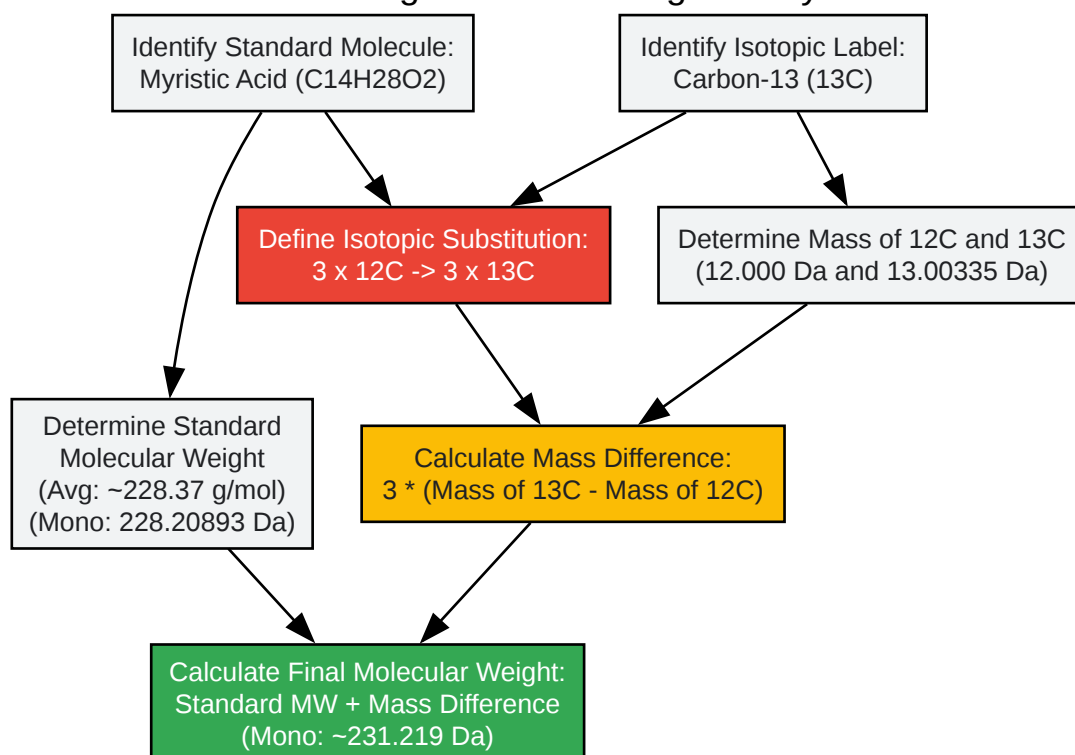 Identify Standard Molecule:
Myristic Acid (C14H28O2)
Identify Isotopic Label:
Carbon-13 (13C)
Define Isotopic Substitution:
3 x 12C -> 3 x 13C
Determine Mass of 12C and 13C
(12.000 Da and 13.00335 Da)
Determine Standard
Molecular Weight
(Avg: ~228.37 g/mol)
(Mono: 228.20893 Da)
Calculate Mass Difference:
3 * (Mass of 13C - Mass of 12C)
Calculate Final Molecular Weight:
Standard MW + Mass Difference
(Mono: ~231.219 Da)